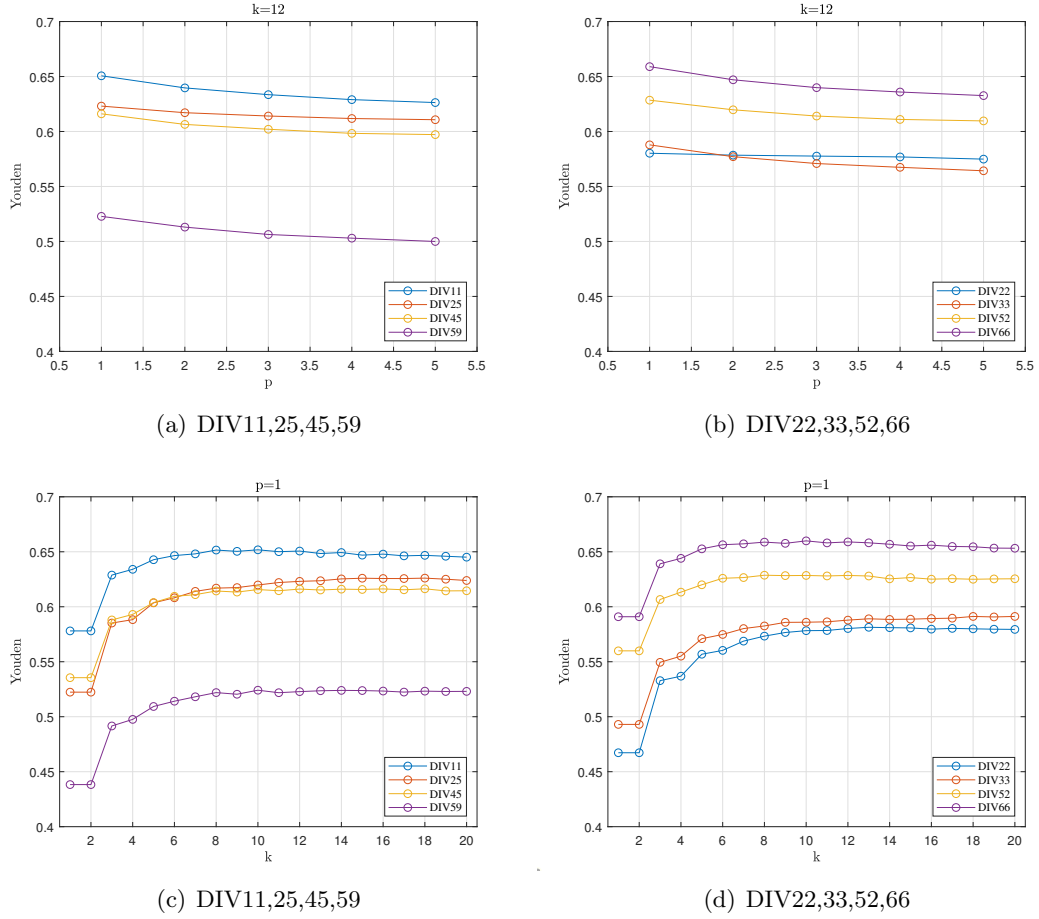 k=12
0.7
0.65
0.6
0.55
0.5
0.45
0.4
Youden
0.5 1 1.5 2 2.5 3 3.5 4 4.5 5 5.5
p
DIV11
DIV25
DIV45
DIV59
(a) DIV11,25,45,59
k=12
0.7
0.65
0.6
0.55
0.5
0.45
0.4
Youden
0.5 1 1.5 2 2.5 3 3.5 4 4.5 5 5.5
p
DIV22
DIV33
DIV52
DIV66
(b) DIV22,33,52,66
p=1
0.7
0.65
0.6
0.55
0.5
0.45
0.4
Youden
2 4 6 8 10 12 14 16 18 20
k
DIV11
DIV25
DIV45
DIV59
(c) DIV11,25,45,59
p=1
0.7
0.65
0.6
0.55
0.5
0.45
0.4
Youden
2 4 6 8 10 12 14 16 18 20
k
DIV22
DIV33
DIV52
DIV66
(d) DIV22,33,52,66